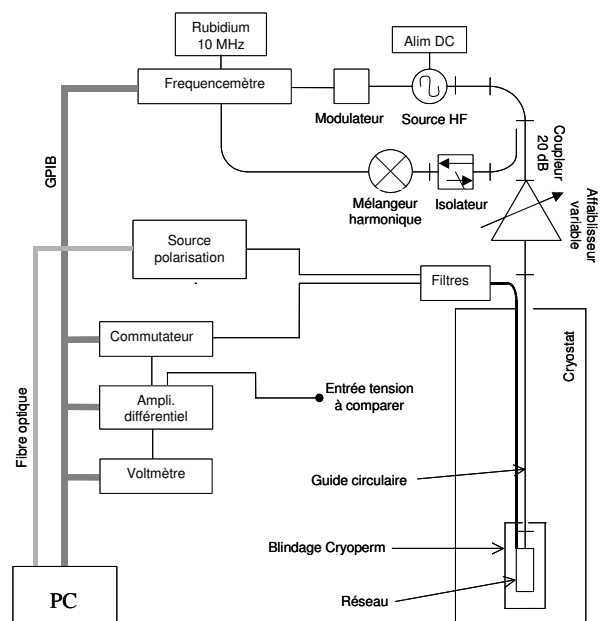 Rubidium
10 MHz
Alim DC
Frequencemètre
Modulateur
Source HF
Coupleur
20 dB
GPIB
Mélangeur
harmonique
Isolateur
Affaiblisseur
variable
Source
polarisation
Filtres
Commutateur
Cryostat
Ampli.
différentiel
Entrée tension
à comparer
Fibre optique
Voltmètre
Guide circulaire
Blindage Cryoperm
PC
Réseau